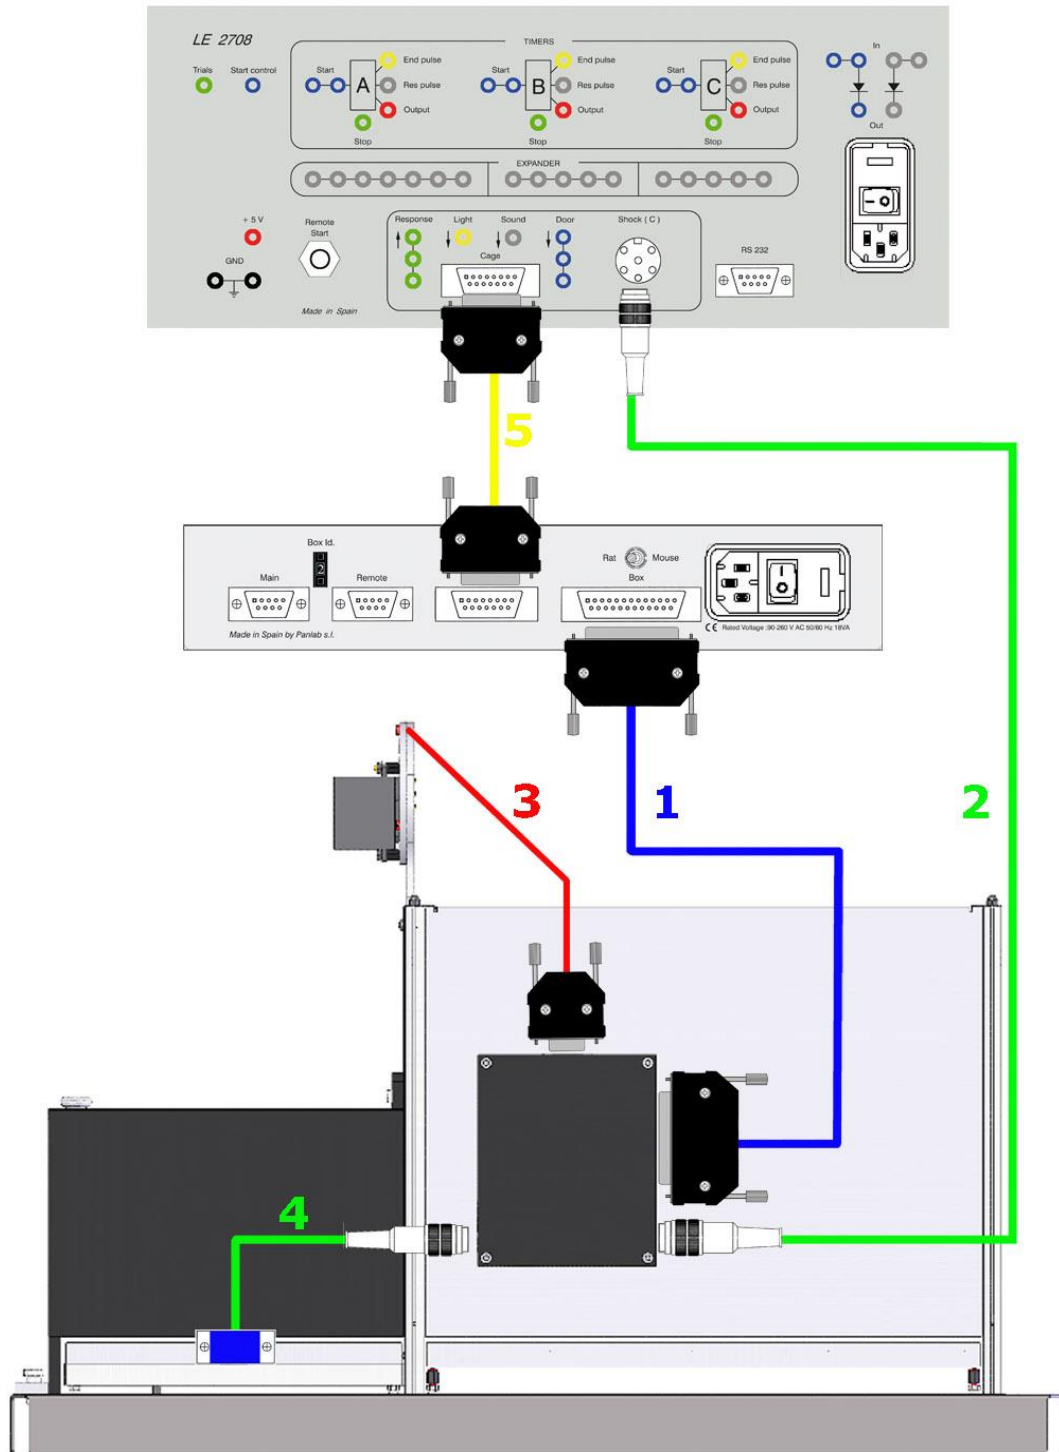 LE 2708
TIMERS
In
Trials
Start control
Start
A
End pulse
Res pulse
Output
Stop
Start
B
End pulse
Res pulse
Output
Stop
Start
C
End pulse
Res pulse
Output
Stop
Out
EXPANDER
+ 5 V
GND
Remote
Start
Response
Light
Sound
Door
Cage
Shock ( C )
RS 232
Made in Spain
5
Box Id.
2
Main
Remote
Rat
Mouse
Box
Made in Spain by Panlab s.l.
CE Rated Voltage :90-260 V AC 50/60 Hz 18VA
3
1
2
4